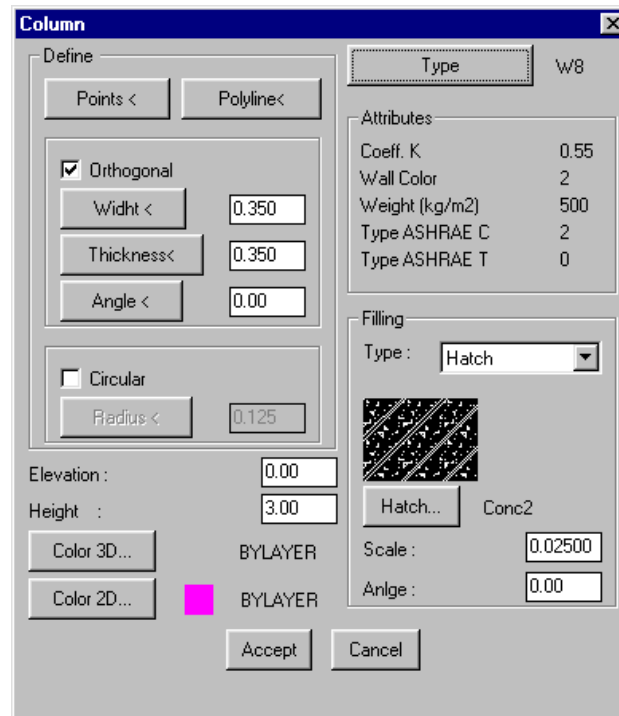 Column
Define
Points <
Polyline<
Orthogonal
Widht <
0.350
Thickness<
0.350
Angle <
0.00
Circular
Radius <
0.125
Elevation :
0.00
Height :
3.00
Color 3D...
BYLAYER
Color 2D...
BYLAYER
Type
W8
Attributes
Coeff. K 0.55
Wall Color 2
Weight (kg/m2) 500
Type ASHRAE C 2
Type ASHRAE T 0
Filling
Type :
Hatch
Hatch...
Conc2
Scale :
0.02500
Anlge :
0.00
Accept
Cancel